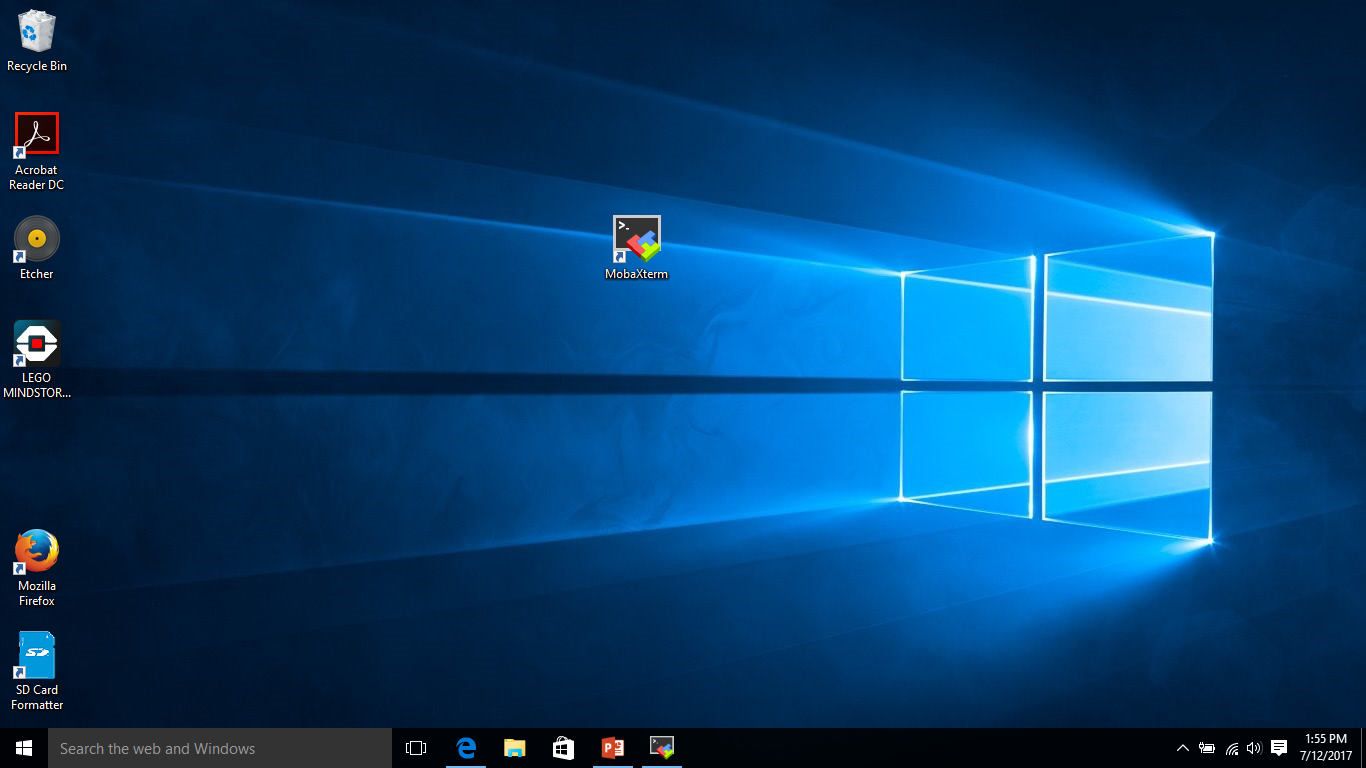 Recycle Bin
Acrobat
Reader DC
Etcher
LEGO
MINDSTOR...
Mozilla
Firefox
SD Card
Formatter
>_
MobaXterm
Search the web and Windows
1:55 PM
7/12/2017